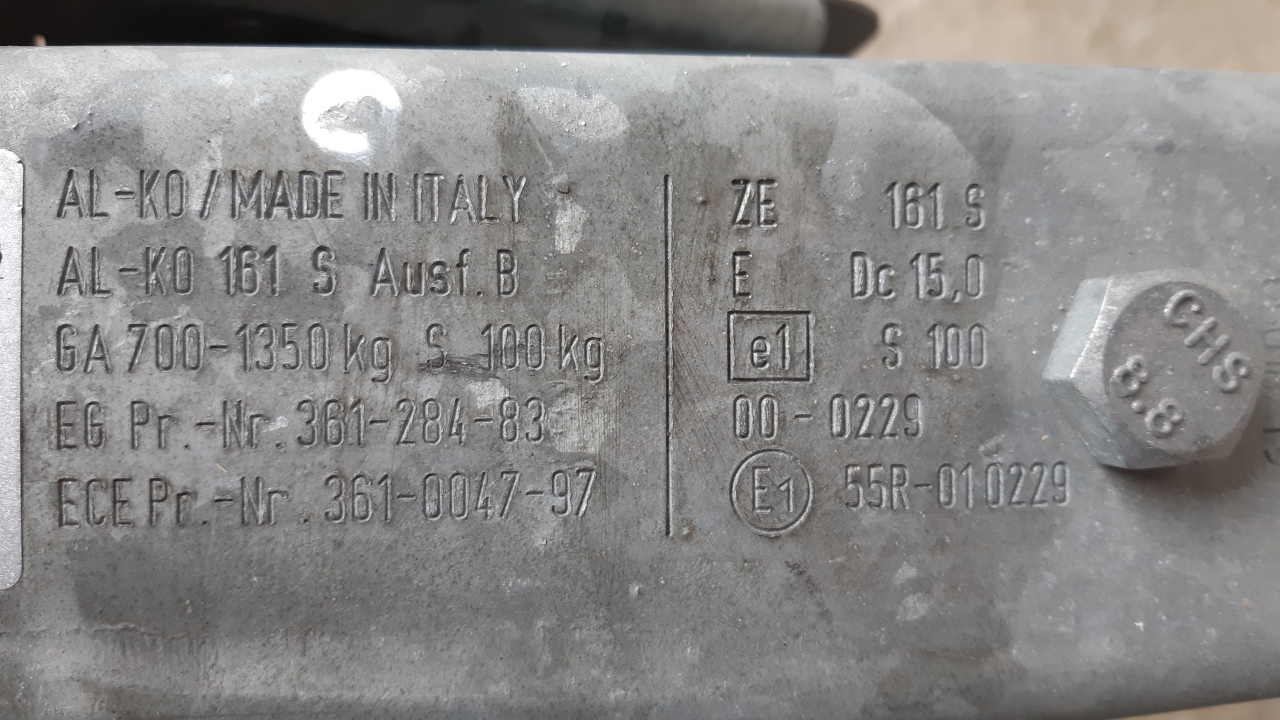 AL-KO / MADE IN ITALY
AL-KO 161 S Ausf. B
GA 700-1350 kg S 100 kg
EG Pr.-Nr. 361-284-83
ECE Pr.-Nr. 361-0047-97
ZE 161 S
E Dc 15,0
e1 S 100
00-0229
E1 55R-01 0229
CHS
8.8